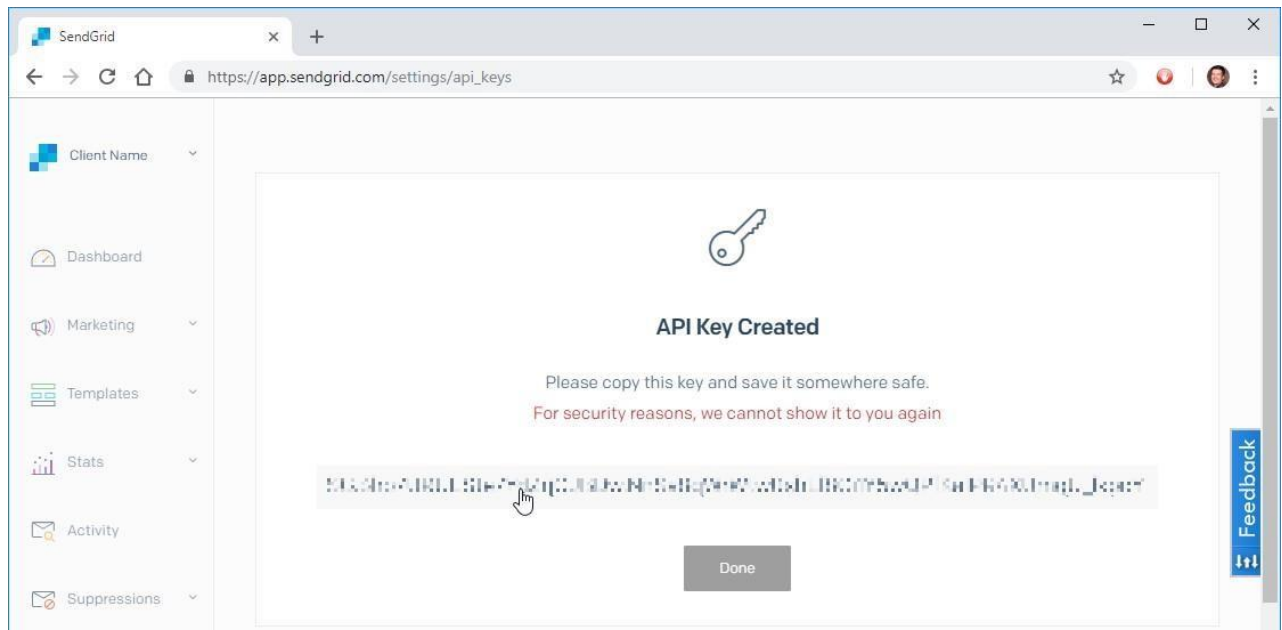 SendGrid
https://app.sendgrid.com/settings/api_keys
Client Name
Dashboard
Marketing
Templates
Stats
Activity
Suppressions
API Key Created
Please copy this key and save it somewhere safe.
For security reasons, we cannot show it to you again
Done
Feedback